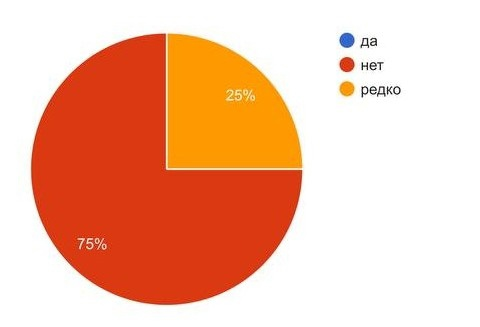 да
нет
редко
25%
75%